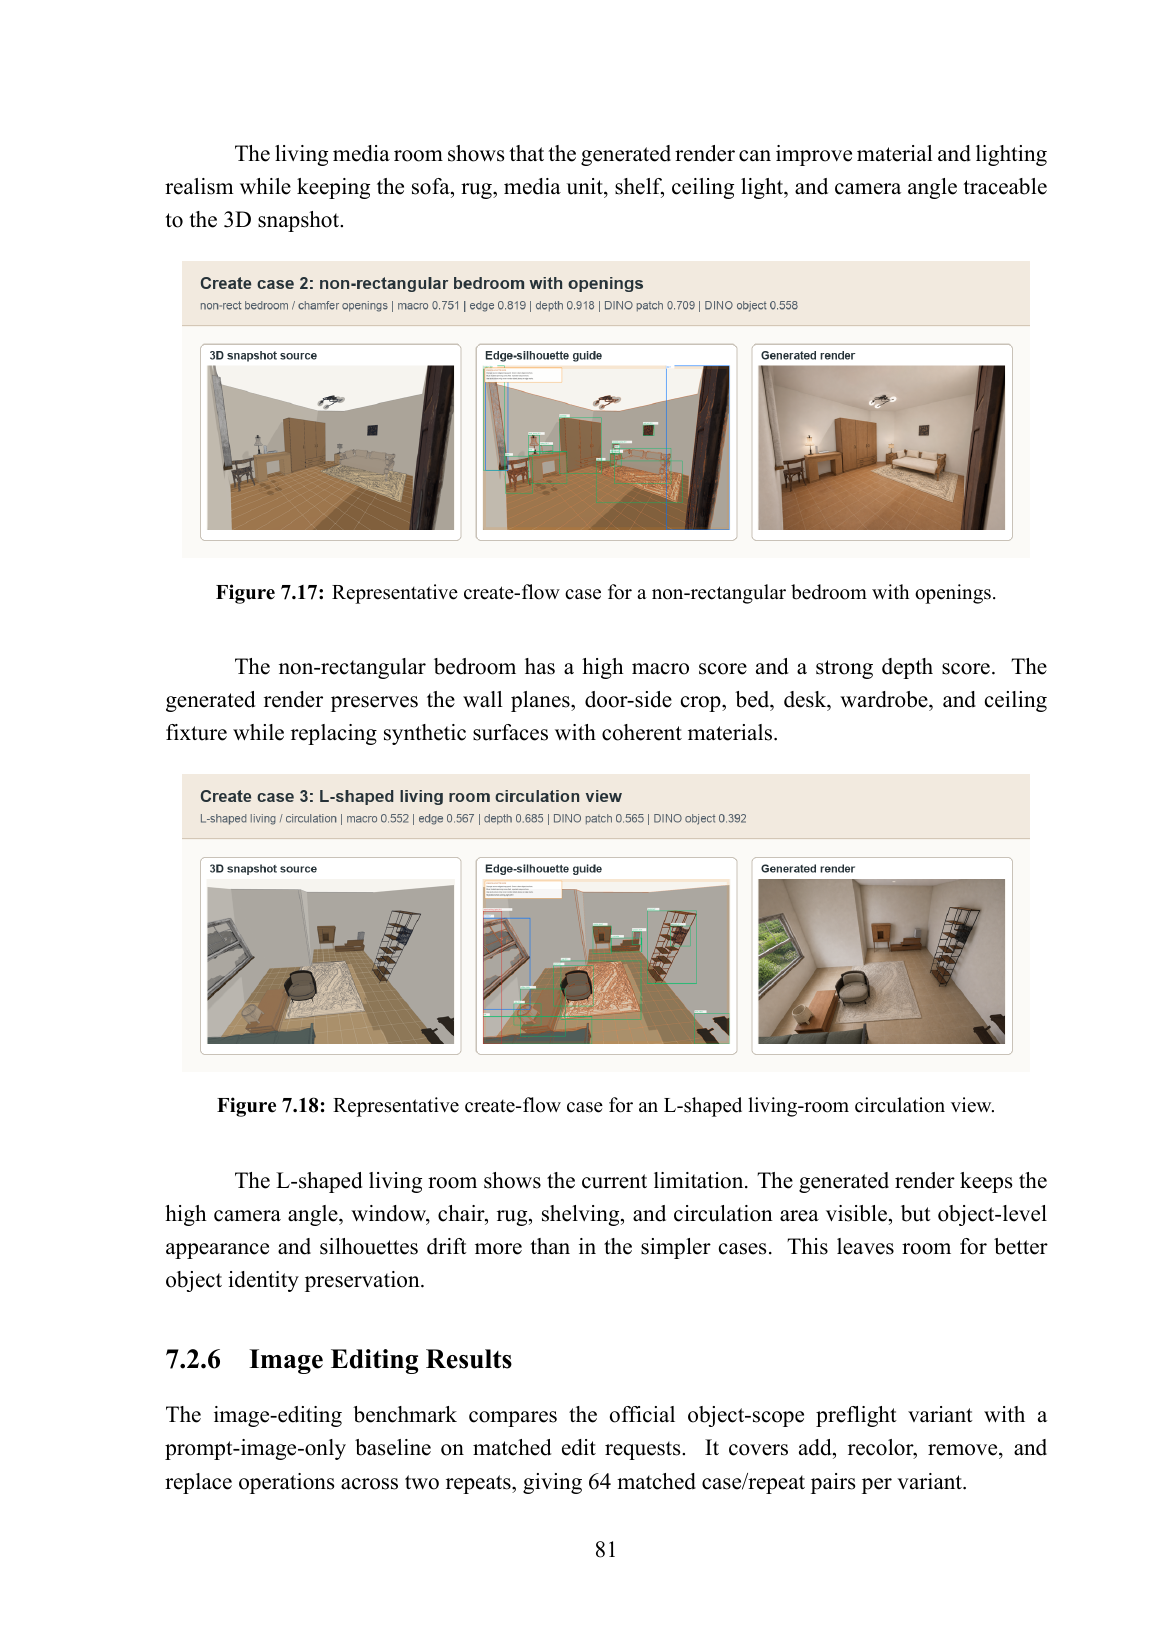 The living media room shows that the generated render can improve material and lighting
realism while keeping the sofa, rug, media unit, shelf, ceiling light, and camera angle traceable
to the 3D snapshot.
Create case 2: non-rectangular bedroom with openings
non-rect bedroom / chamfer openings | macro 0.751 | edge 0.819 | depth 0.918 | DINO patch 0.709 | DINO object 0.558
3D snapshot source
Edge-silhouette guide
Generated render
Figure 7.17: Representative create-flow case for a non-rectangular bedroom with openings.
The non-rectangular bedroom has a high macro score and a strong depth score. The
generated render preserves the wall planes, door-side crop, bed, desk, wardrobe, and ceiling
fixture while replacing synthetic surfaces with coherent materials.
Create case 3: L-shaped living room circulation view
L-shaped living / circulation | macro 0.552 | edge 0.567 | depth 0.685 | DINO patch 0.565 | DINO object 0.392
3D snapshot source
Edge-silhouette guide
Generated render
Figure 7.18: Representative create-flow case for an L-shaped living-room circulation view.
The L-shaped living room shows the current limitation. The generated render keeps the
high camera angle, window, chair, rug, shelving, and circulation area visible, but object-level
appearance and silhouettes drift more than in the simpler cases. This leaves room for better
object identity preservation.
7.2.6 Image Editing Results
The image-editing benchmark compares the official object-scope preflight variant with a
prompt-image-only baseline on matched edit requests. It covers add, recolor, remove, and
replace operations across two repeats, giving 64 matched case/repeat pairs per variant.
81